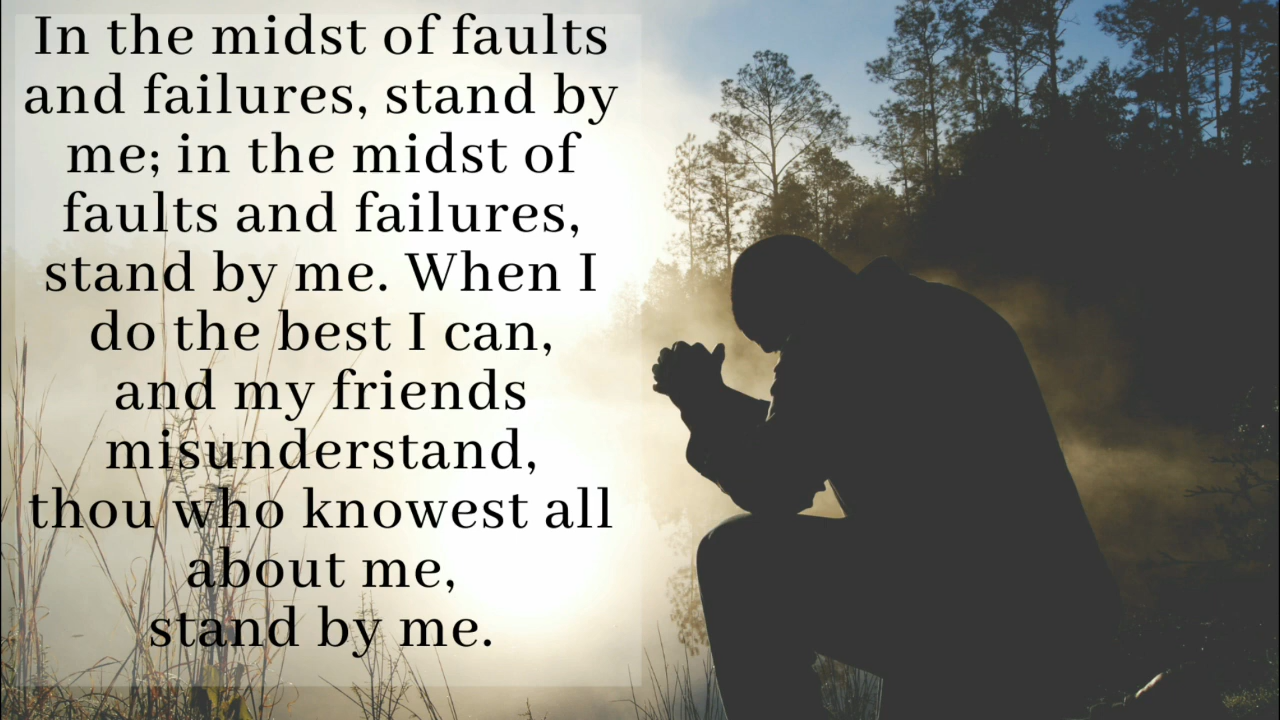 In the midst of faults
and failures, stand by
me; in the midst of
faults and failures,
stand by me. When I
do the best I can,
and my friends
misunderstand,
thou who knowest all
about me,
stand by me.